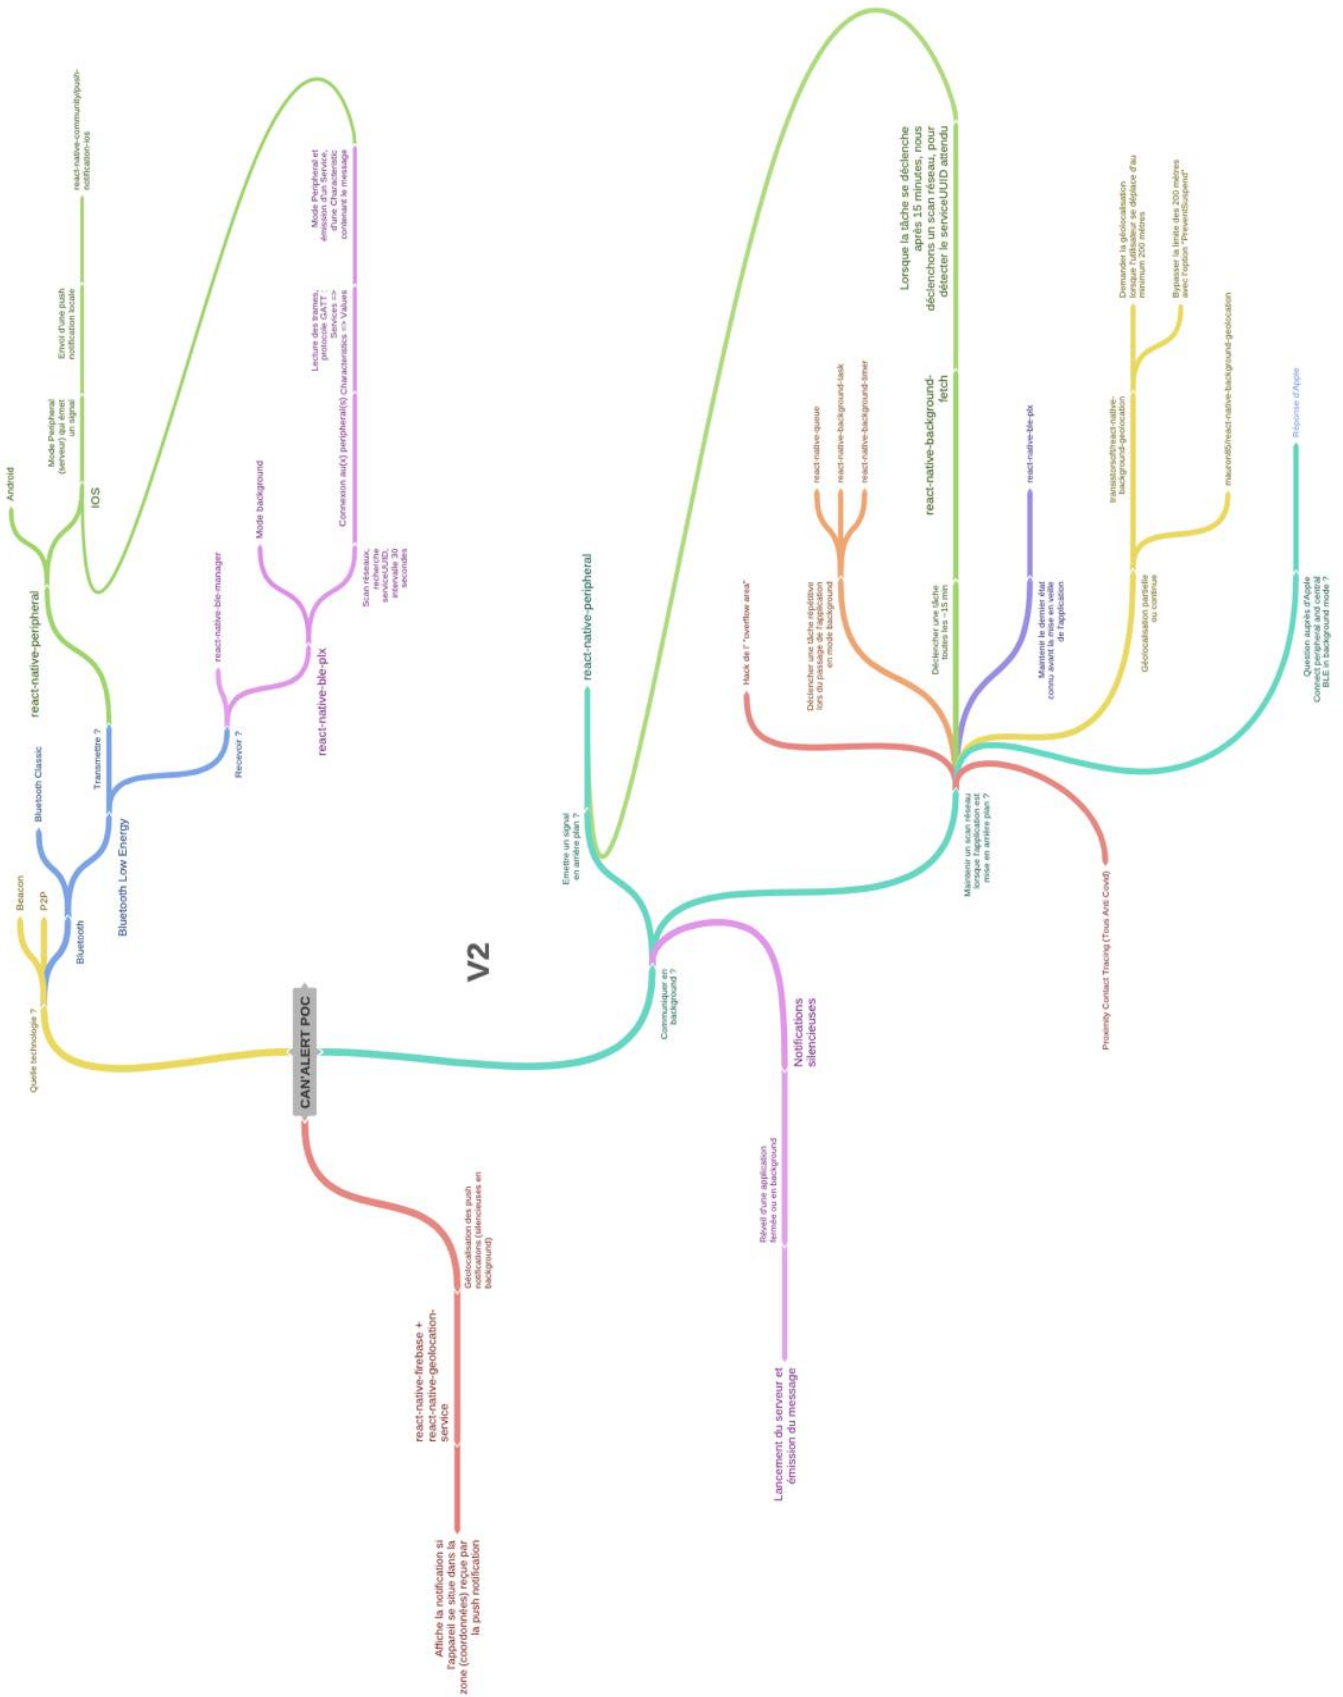 CAN'ALERT POC
V2
Quelle technologie ?
Beacon
P2P
Bluetooth
Bluetooth Classic
Bluetooth Low Energy
Transmettre ?
react-native-peripheral
Android
IOS
Mode Peripheral
(serveur) qui émet
un signal
Envoi d'une push
notification locale
react-native-community/push-
notification-ios
Recevoir ?
react-native-ble-manager
react-native-ble-plx
Mode background
Scan réseaux,
recherche
serviceUUID,
intervalle 30
secondes
Connexion au(x) peripheral(s)
Lecture des trames,
protocole GATT :
Services =>
Characteristics => Values
Mode Peripheral et
émission d'un Service,
d'une Characteristic
contenant le message
Communiquer en
background ?
Emettre un signal
en arrière plan ?
react-native-peripheral
Maintenir un scan réseau
lorsque l'application est
mise en arrière plan ?
Hack de l' "overflow area"
Déclencher une tâche répétitive
lors du passage de l'application
en mode background
react-native-queue
react-native-background-task
react-native-background-timer
Déclencher une tâche
toutes les ~15 min
react-native-background-
fetch
Lorsque la tâche se déclenche
après 15 minutes, nous
déclenchons un scan réseau, pour
détecter le serviceUUID attendu
Maintenir le dernier état
connu avant la mise en veille
de l'application
react-native-ble-plx
Géolocalisation partielle
ou continue
transistorsoft/react-native-
background-geolocation
Demander la géolocalisation
lorsque l'utilisateur se déplace d'au
minimum 200 mètres
Bypasser la limite des 200 mètres
avec l'option "PreventSuspend"
mauron85/react-native-background-geolocation
Question auprès d'Apple
Connect peripheral and central
BLE in background mode ?
Réponse d'Apple
Proximity Contact Tracing (Tous Anti Covid)
Notifications
silencieuses
Réveil d'une application
fermée ou en background
Lancement du serveur et
émission du message
Géolocalisation des push
notifications (silencieuses en
background)
react-native-firebase +
react-native-geolocation-
service
Affiche la notification si
l'appareil se situe dans la
zone (coordonnées) reçue par
la push notification